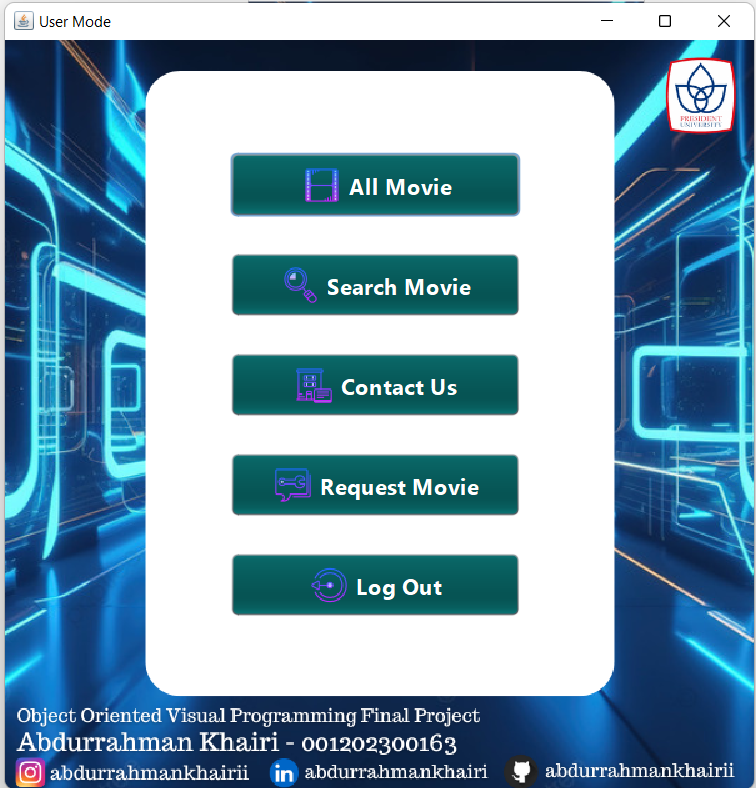 User Mode
PRESIDENT
UNIVERSITY
All Movie
Search Movie
Contact Us
Request Movie
Log Out
Object Oriented Visual Programming Final Project
Abdurrahman Khairi - 001202300163
abdurrahmankhairii in abdurrahmankhairi abdurrahmankhairii